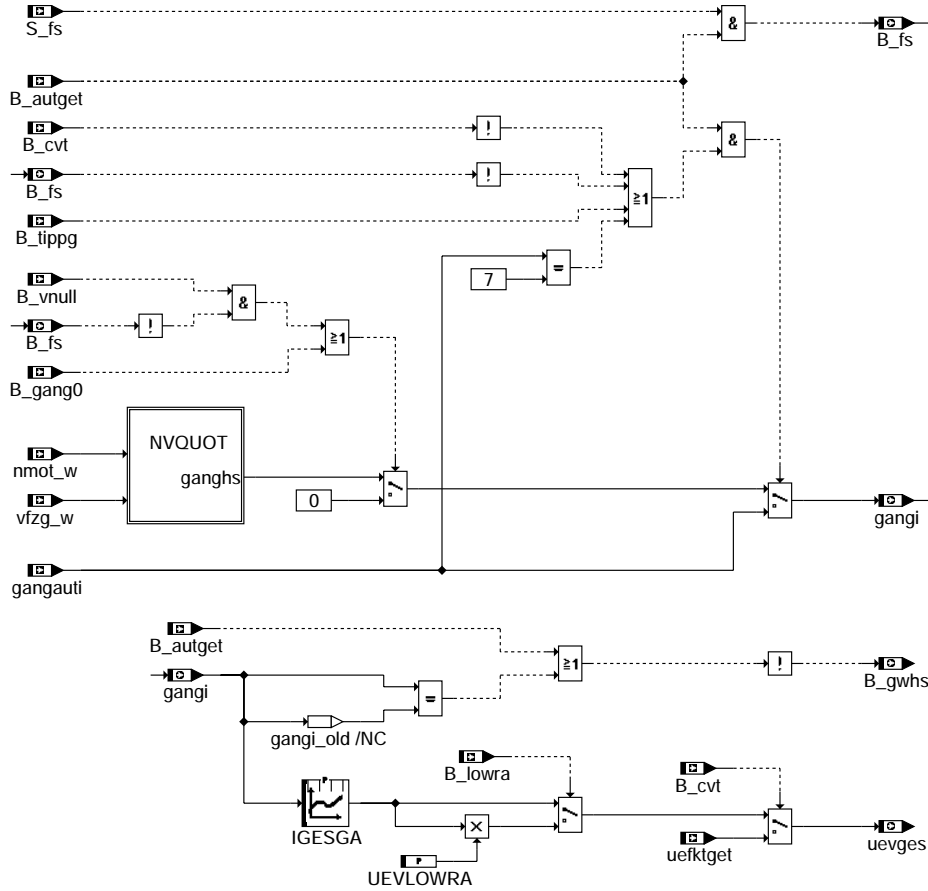 S_fs
&
B_fs
B_autget
B_cvt
!
&
B_fs
!
≥1
B_tippg
=
7
B_vnull
&
B_fs
!
≥1
B_gang0
NVQUOT
nmot_w
ganghs
vfzg_w
0
gangi
gangauti
B_autget
≥1
!
B_gwhs
gangi
=
gangi_old /NC
B_lowra
B_cvt
P
IGESGA
×
P
UEVLOWRA
uefktget
uevges